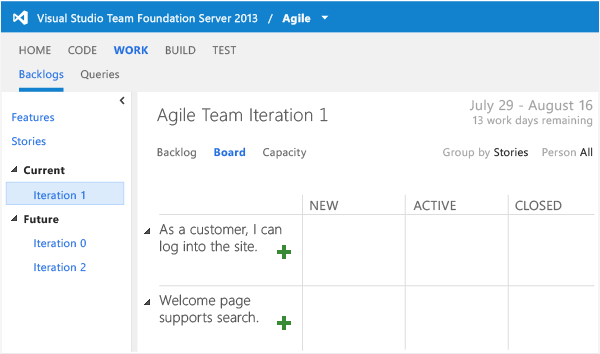 Visual Studio Team Foundation Server 2013 / Agile
HOME CODE WORK BUILD TEST
Backlogs Queries
Features
Stories
Current
Iteration 1
Future
Iteration 0
Iteration 2
Agile Team Iteration 1
July 29 - August 16
13 work days remaining
Backlog Board Capacity
Group by Stories Person All
NEW ACTIVE CLOSED
As a customer, I can
log into the site.
Welcome page
supports search.